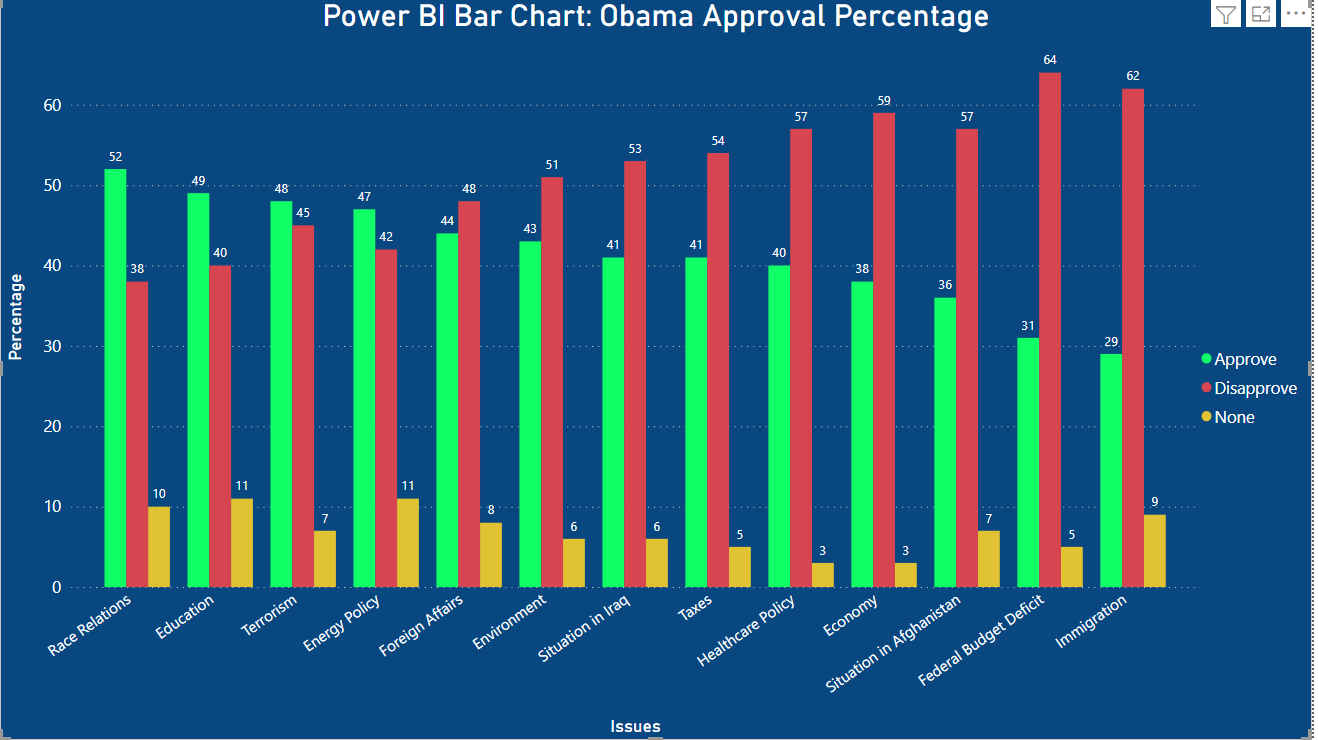 Power BI Bar Chart: Obama Approval Percentage
Percentage
60
50
40
30
20
10
0
52
38
10
49
40
11
48
45
7
47
42
11
44
48
8
43
51
6
41
53
6
41
54
5
40
57
3
38
59
3
36
57
7
31
64
5
29
62
9
Approve
Disapprove
None
Race Relations
Education
Terrorism
Energy Policy
Foreign Affairs
Environment
Situation in Iraq
Taxes
Healthcare Policy
Economy
Situation in Afghanistan
Federal Budget Deficit
Immigration
Issues